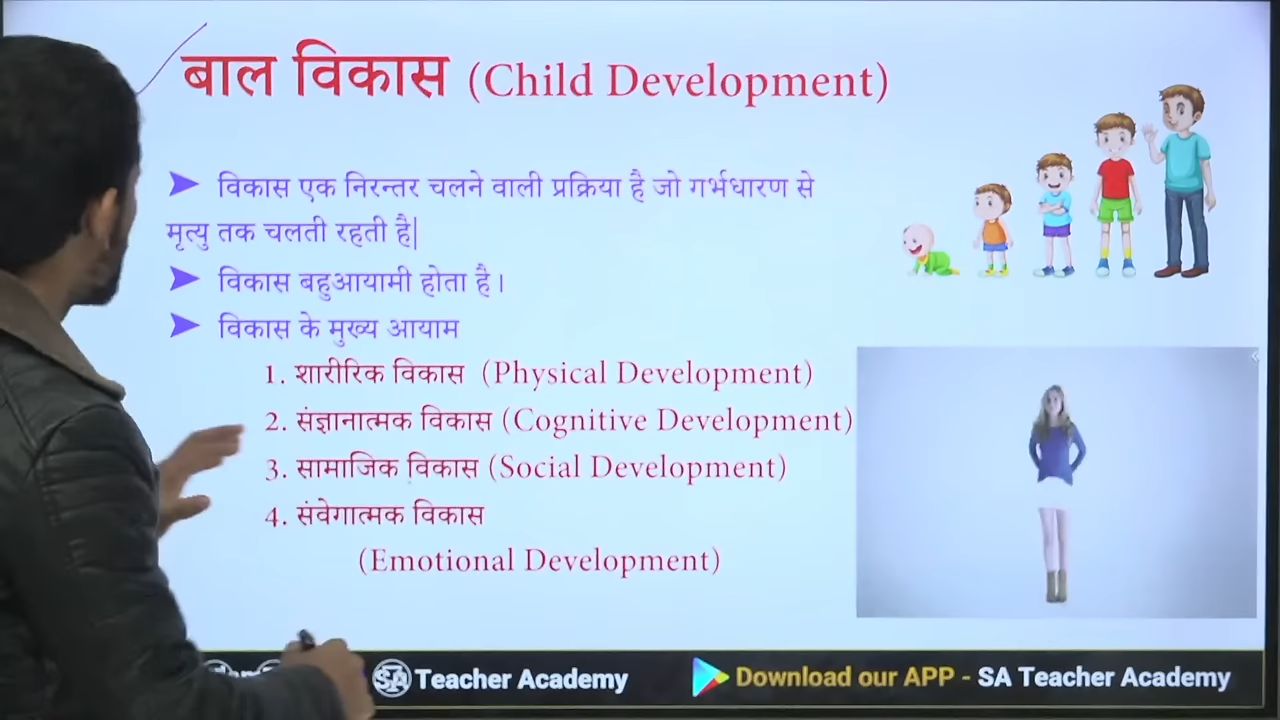 बाल विकास (Child Development)
➤ विकास एक निरन्तर चलने वाली प्रक्रिया है जो गर्भधारण से
मृत्यु तक चलती रहती है|
➤ विकास बहुआयामी होता है।
➤ विकास के मुख्य आयाम
1. शारीरिक विकास (Physical Development)
2. संज्ञानात्मक विकास (Cognitive Development)
3. सामाजिक विकास (Social Development)
4. संवेगात्मक विकास
(Emotional Development)
SA Teacher Academy
Download our APP - SA Teacher Academy